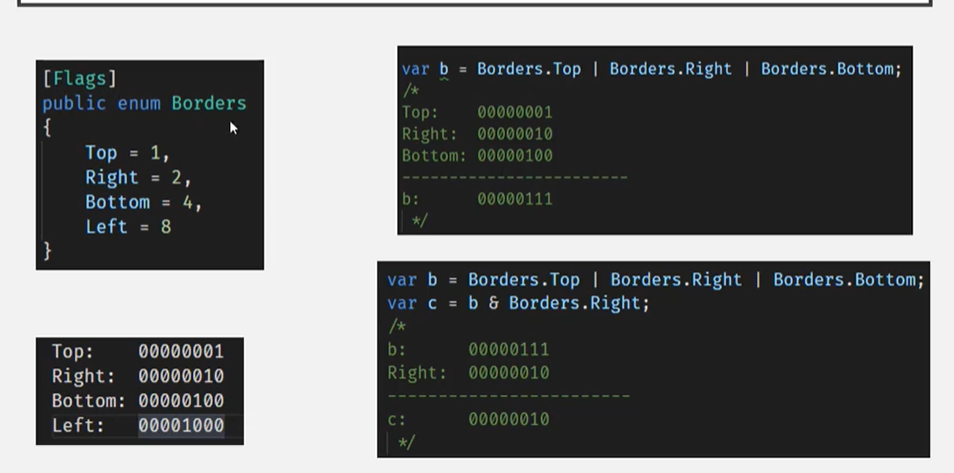 [Flags]
public enum Borders
{
Top = 1,
Right = 2,
Bottom = 4,
Left = 8
}
Top: 00000001
Right: 00000010
Bottom: 00000100
Left: 00001000
var b = Borders.Top | Borders.Right | Borders.Bottom;
/*
Top: 00000001
Right: 00000010
Bottom: 00000100
------------------------
b: 00000111
*/
var b = Borders.Top | Borders.Right | Borders.Bottom;
var c = b & Borders.Right;
/*
b: 00000111
Right: 00000010
-------------------------
c: 00000010
*/